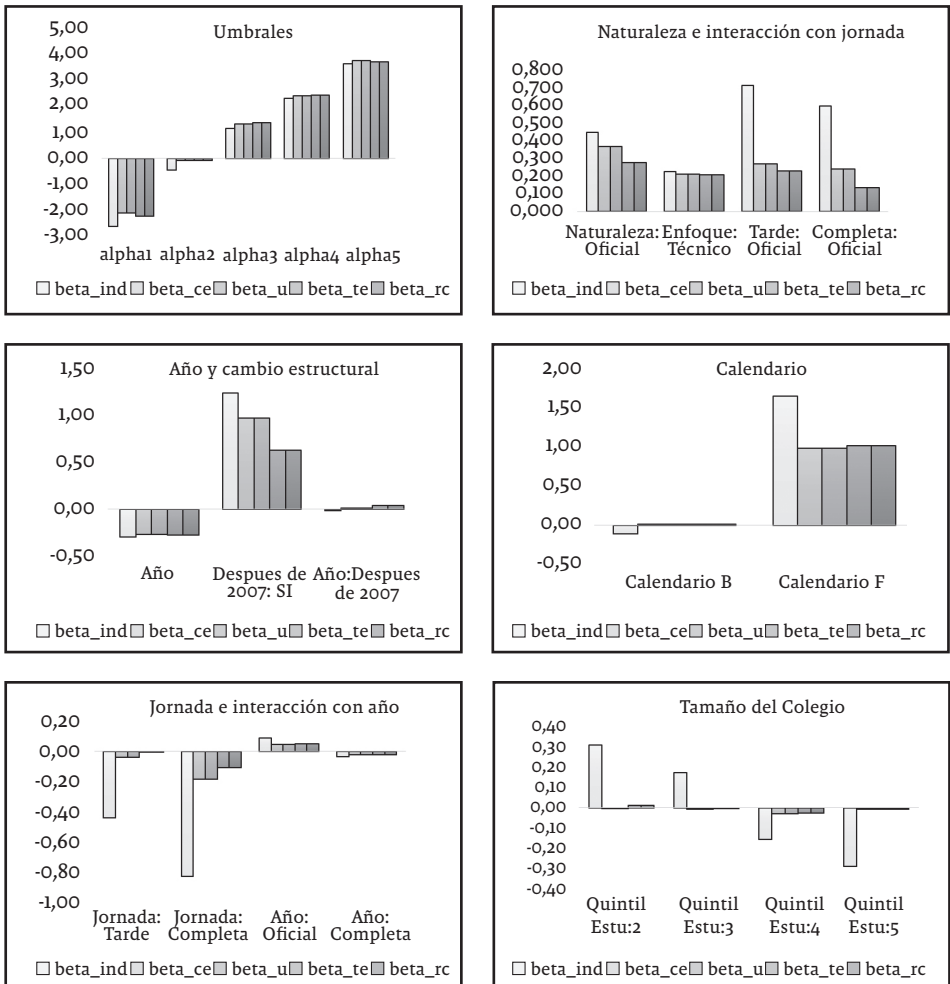 Umbrales
5,00
4,00
3,00
2,00
1,00
0,00
-1,00
-2,00
-3,00
alpha1 alpha2 alpha3 alpha4 alpha5
beta_ind beta_ce beta_u beta_te beta_rc
Naturaleza e interacción con jornada
0,800
0,700
0,600
0,500
0,400
0,300
0,200
0,100
0,000
Naturaleza: Enfoque: Tarde: Completa:
Oficial Técnico Oficial Oficial
beta_ind beta_ce beta_u beta_te beta_rc
Año y cambio estructural
1,50
1,00
0,50
0,00
-0,50
Año Despues de Año:Despues
2007: SI de 2007
beta_ind beta_ce beta_u beta_te beta_rc
Calendario
2,00
1,50
1,00
0,50
0,00
-0,50
Calendario B Calendario F
beta_ind beta_ce beta_u beta_te beta_rc
Jornada e interacción con año
0,20
0,00
-0,20
-0,40
-0,60
-0,80
-1,00
Jornada: Jornada: Año: Año:
Tarde Completa Oficial Completa
beta_ind beta_ce beta_u beta_te beta_rc
Tamaño del Colegio
0,40
0,30
0,20
0,10
0,00
-0,10
-0,20
-0,30
-0,40
Quintil Quintil Quintil Quintil
Estu:2 Estu:3 Estu:4 Estu:5
beta_ind beta_ce beta_u beta_te beta_rc